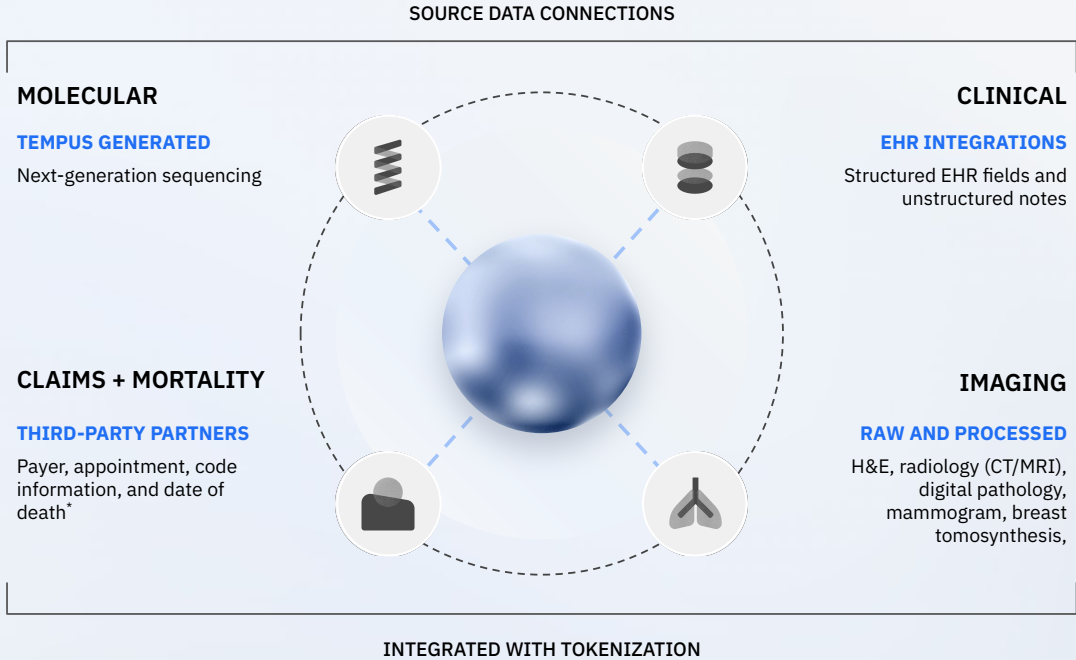 SOURCE DATA CONNECTIONS
MOLECULAR
TEMPUS GENERATED
Next-generation sequencing
CLINICAL
EHR INTEGRATIONS
Structured EHR fields and
unstructured notes
CLAIMS + MORTALITY
THIRD-PARTY PARTNERS
Payer, appointment, code
information, and date of
death*
IMAGING
RAW AND PROCESSED
H&E, radiology (CT/MRI),
digital pathology,
mammogram, breast
tomosynthesis,
INTEGRATED WITH TOKENIZATION